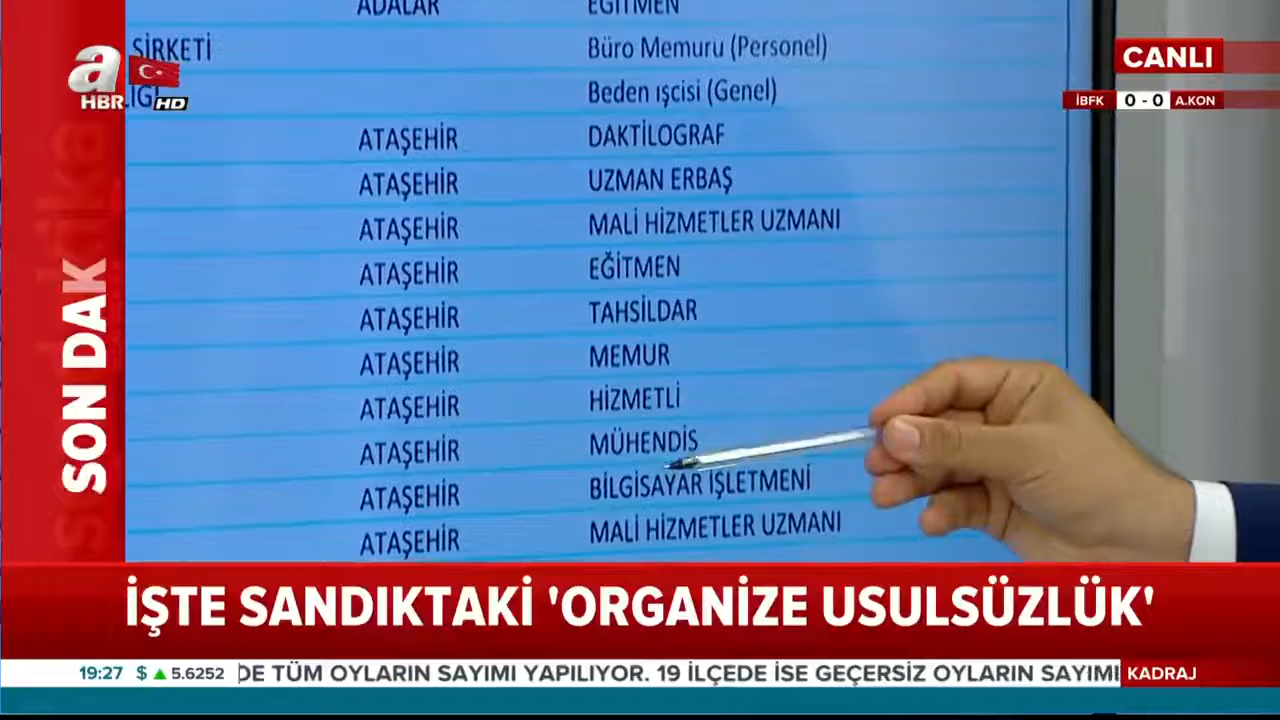 ADALAR EĞİTMEN
ŞİRKETİ Büro Memuru (Personel)
Beden ışcisi (Genel)
ATAŞEHİR DAKTİLOGRAF
ATAŞEHİR UZMAN ERBAŞ
ATAŞEHİR MALİ HİZMETLER UZMANI
ATAŞEHİR EĞİTMEN
ATAŞEHİR TAHSİLDAR
ATAŞEHİR MEMUR
ATAŞEHİR HİZMETLİ
ATAŞEHİR MÜHENDİS
ATAŞEHİR BİLGİSAYAR İŞLETMENİ
ATAŞEHİR MALİ HİZMETLER UZMANI
a
HBR HD
CANLI
İBFK 0 - 0 A.KON
SON DAK
İŞTE SANDIKTAKİ 'ORGANİZE USULSÜZLÜK'
19:27 $ ▲ 5.6252 DE TÜM OYLARIN SAYIMI YAPILIYOR. 19 İLÇEDE İSE GEÇERSİZ OYLARIN SAYIMI KADRAJ